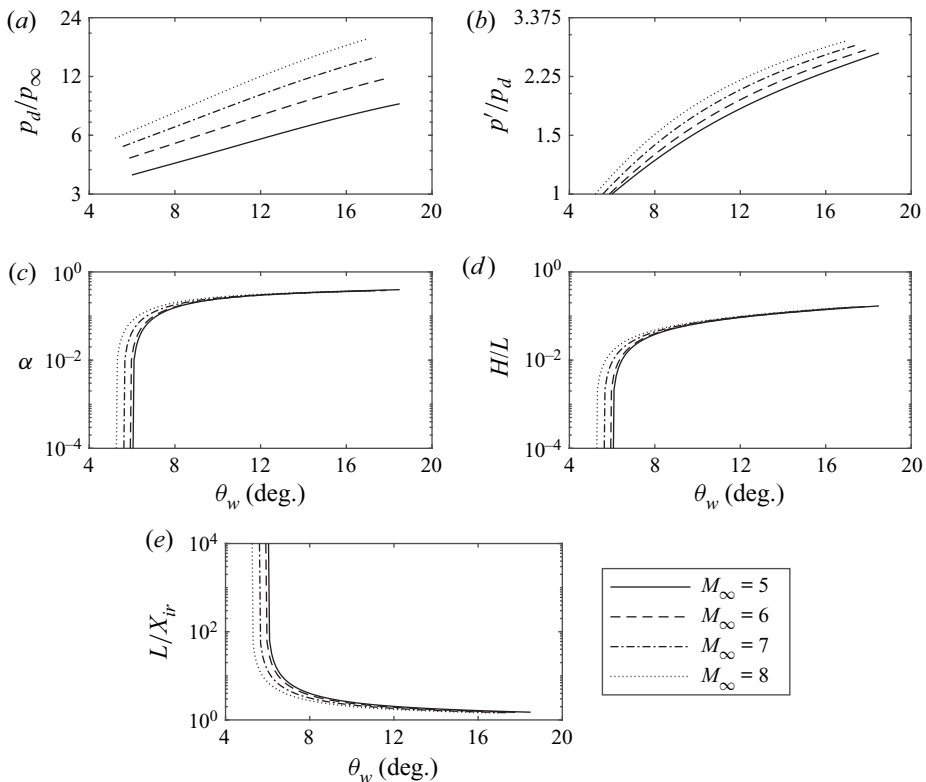 (a)
24
12
6
3
p_d/p_∞
4 8 12 16 20
(b)
3.375
2.25
1.5
1
p′/p_d
4 8 12 16 20
(c)
10^0
10^−2
10^−4
α
4 8 12 16 20
θ_w (deg.)
(d)
10^0
10^−2
10^−4
H/L
4 8 12 16 20
θ_w (deg.)
(e)
10^4
10^2
10^0
L/X_ir
4 8 12 16 20
θ_w (deg.)
M_∞ = 5
M_∞ = 6
M_∞ = 7
M_∞ = 8